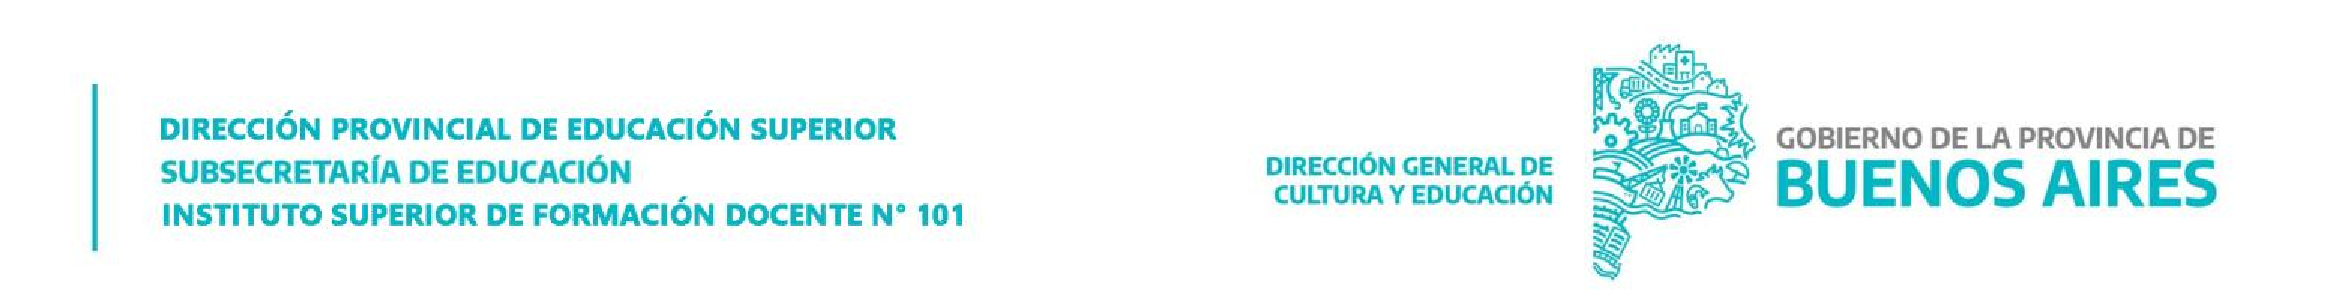 DIRECCIÓN PROVINCIAL DE EDUCACIÓN SUPERIOR
SUBSECRETARÍA DE EDUCACIÓN
INSTITUTO SUPERIOR DE FORMACIÓN DOCENTE N° 101
DIRECCIÓN GENERAL DE
CULTURA Y EDUCACIÓN
GOBIERNO DE LA PROVINCIA DE
BUENOS AIRES